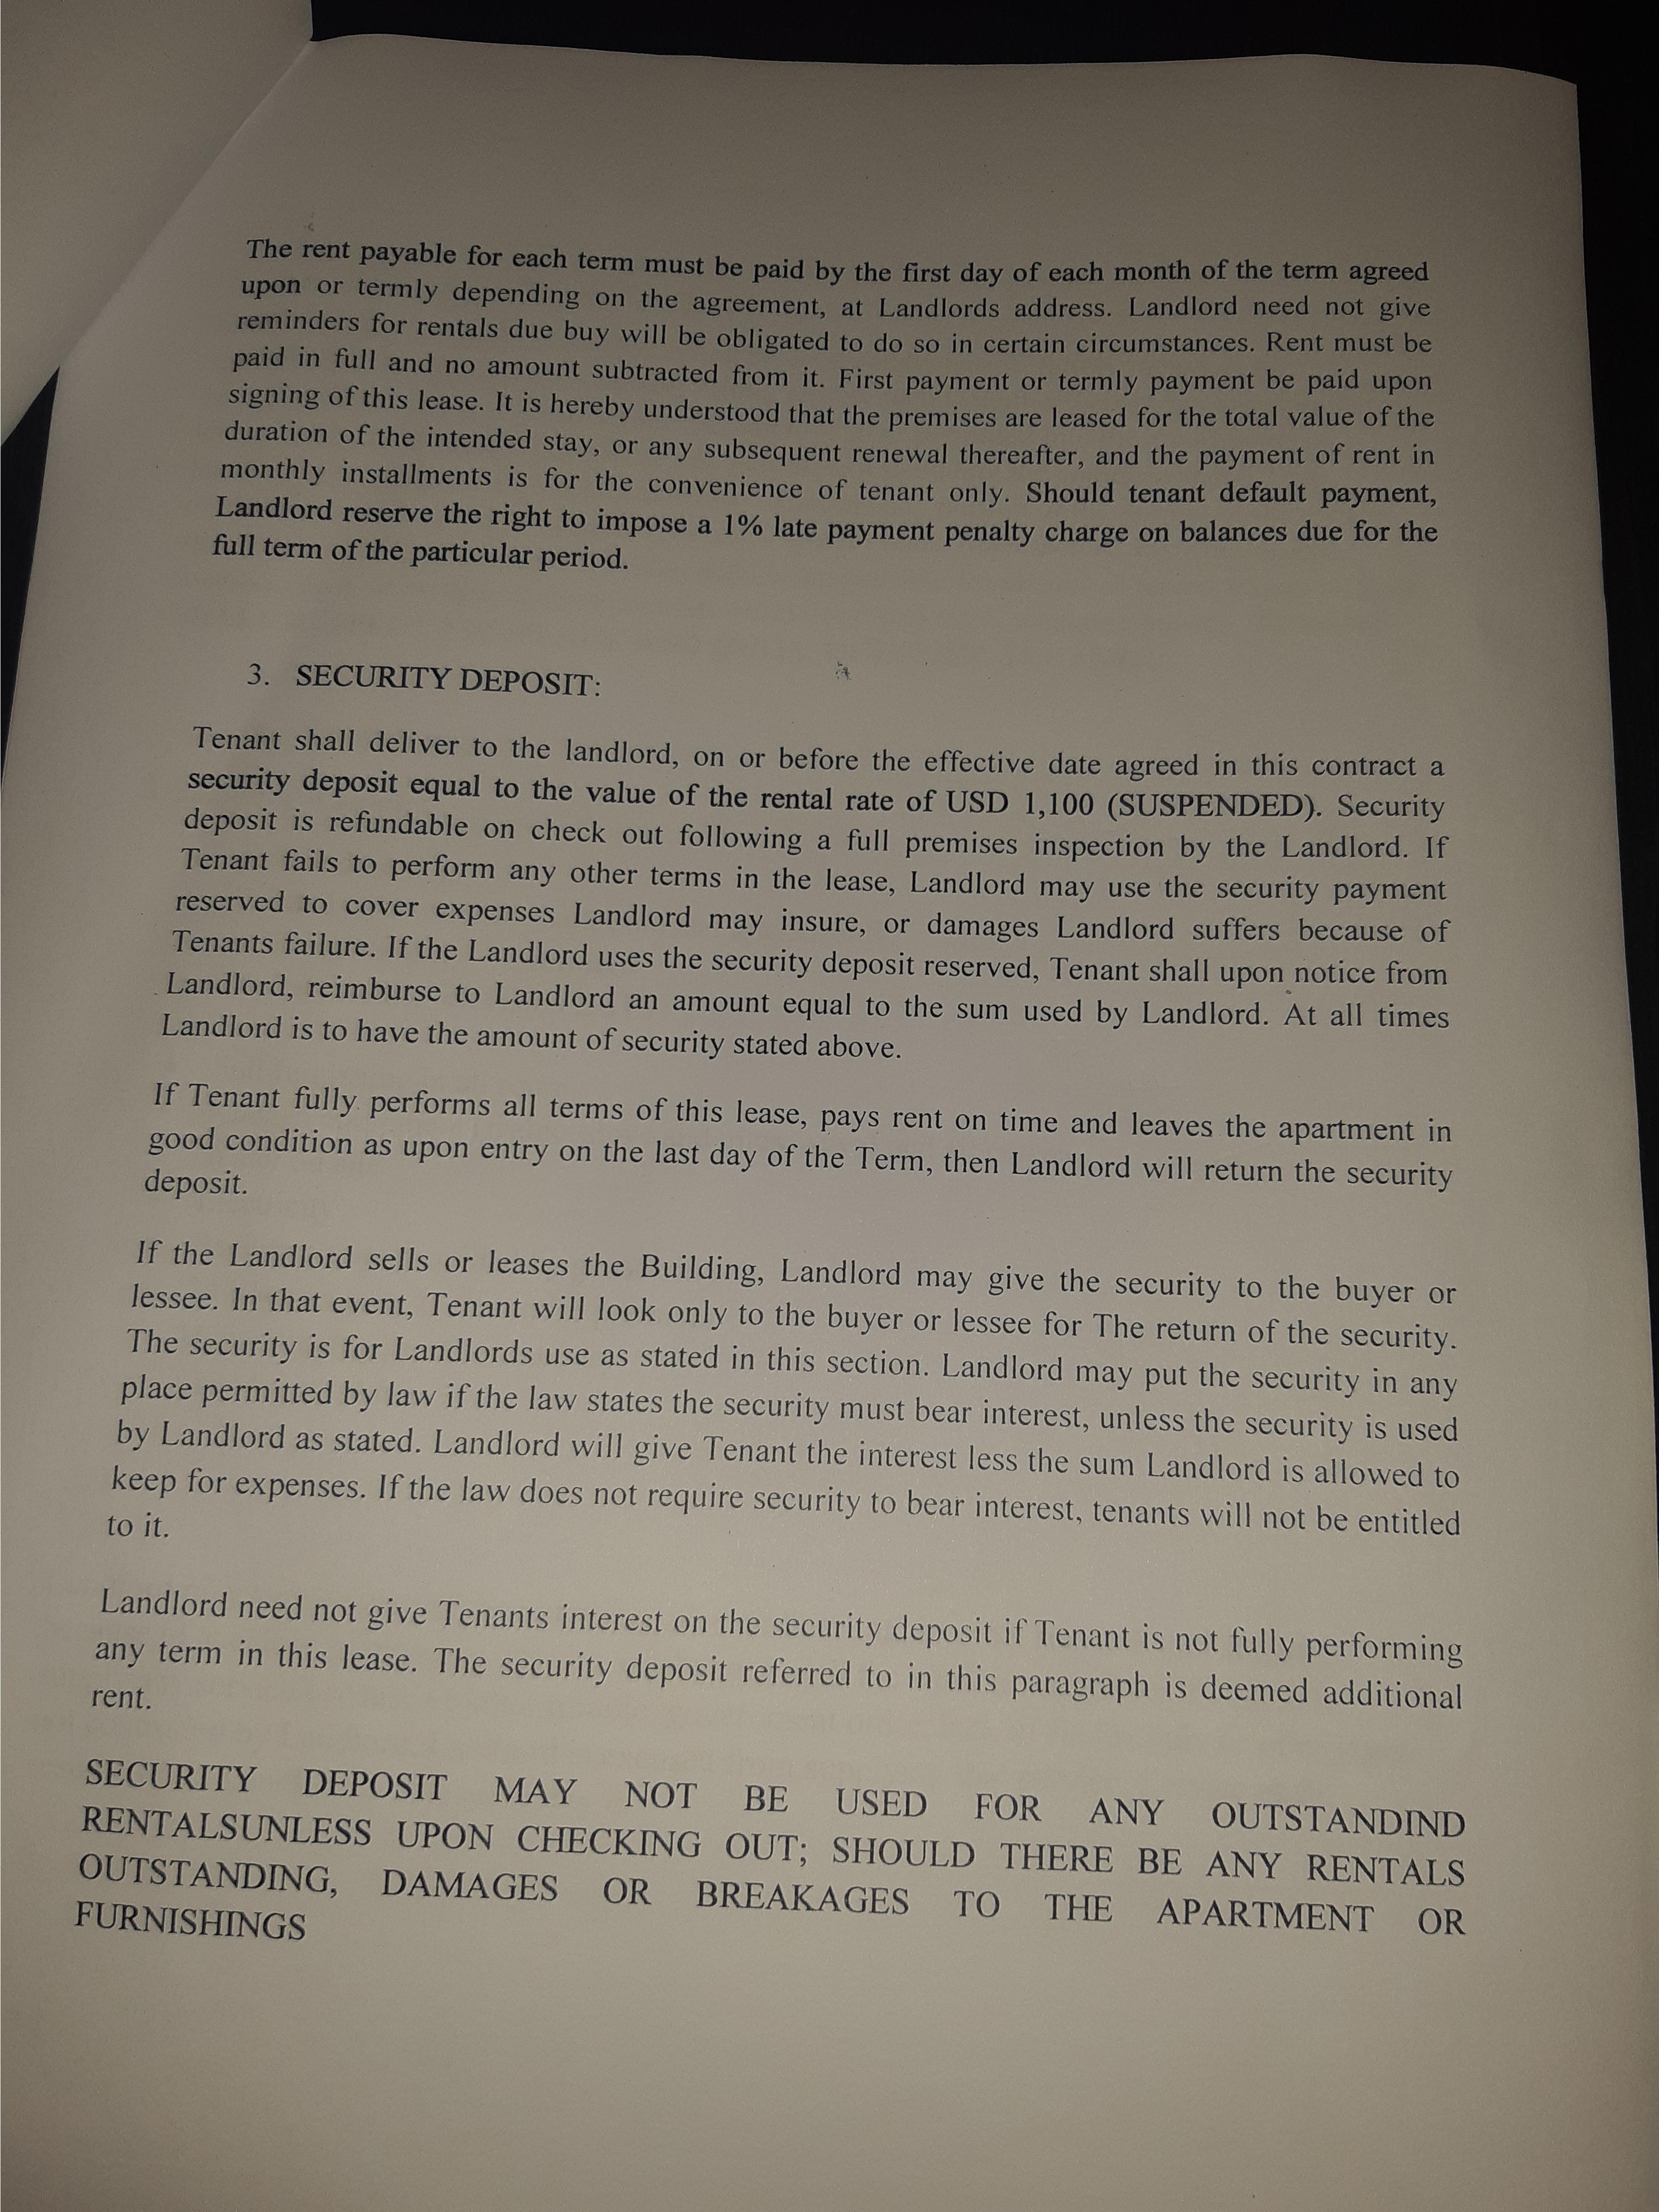 The rent payable for each term must be paid by the first day of each month of the term agreed
upon or termly depending on the agreement, at Landlords address. Landlord need not give
reminders for rentals due buy will be obligated to do so in certain circumstances. Rent must be
paid in full and no amount subtracted from it. First payment or termly payment be paid upon
signing of this lease. It is hereby understood that the premises are leased for the total value of the
duration of the intended stay, or any subsequent renewal thereafter, and the payment of rent in
monthly installments is for the convenience of tenant only. Should tenant default payment,
Landlord reserve the right to impose a 1% late payment penalty charge on balances due for the
full term of the particular period.
3. SECURITY DEPOSIT:
Tenant shall deliver to the landlord, on or before the effective date agreed in this contract a
security deposit equal to the value of the rental rate of USD 1,100 (SUSPENDED). Security
deposit is refundable on check out following a full premises inspection by the Landlord. If
Tenant fails to perform any other terms in the lease, Landlord may use the security payment
reserved to cover expenses Landlord may insure, or damages Landlord suffers because of
Tenants failure. If the Landlord uses the security deposit reserved, Tenant shall upon notice from
Landlord, reimburse to Landlord an amount equal to the sum used by Landlord. At all times
Landlord is to have the amount of security stated above.
If Tenant fully performs all terms of this lease, pays rent on time and leaves the apartment in
good condition as upon entry on the last day of the Term, then Landlord will return the security
deposit.
If the Landlord sells or leases the Building, Landlord may give the security to the buyer or
lessee. In that event, Tenant will look only to the buyer or lessee for The return of the security.
The security is for Landlords use as stated in this section. Landlord may put the security in any
place permitted by law if the law states the security must bear interest, unless the security is used
by Landlord as stated. Landlord will give Tenant the interest less the sum Landlord is allowed to
keep for expenses. If the law does not require security to bear interest, tenants will not be entitled
to it.
Landlord need not give Tenants interest on the security deposit if Tenant is not fully performing
any term in this lease. The security deposit referred to in this paragraph is deemed additional
rent.
SECURITY DEPOSIT MAY NOT BE USED FOR ANY OUTSTANDIND
RENTALSUNLESS UPON CHECKING OUT; SHOULD THERE BE ANY RENTALS
OUTSTANDING, DAMAGES OR BREAKAGES TO THE APARTMENT OR
FURNISHINGS